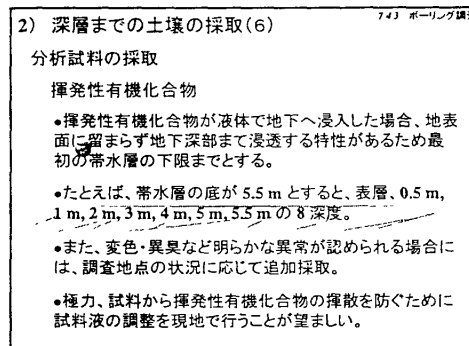 7 4 3 ボーリング調査
2) 深層までの土壌の採取(6)
分析試料の採取
揮発性有機化合物
•揮発性有機化合物が液体で地下へ浸入した場合、地表
面に留まらず地下深部まで浸透する特性があるため最
初の帯水層の下限までとする。
•たとえば、帯水層の底が 5.5 m とすると、表層、0.5 m,
1 m, 2 m, 3 m, 4 m, 5 m, 5.5 m の 8 深度。
•また、変色・異臭など明らかな異常が認められる場合に
は、調査地点の状況に応じて追加採取。
•極力、試料から揮発性有機化合物の揮散を防ぐために
試料液の調整を現地で行うことが望ましい。